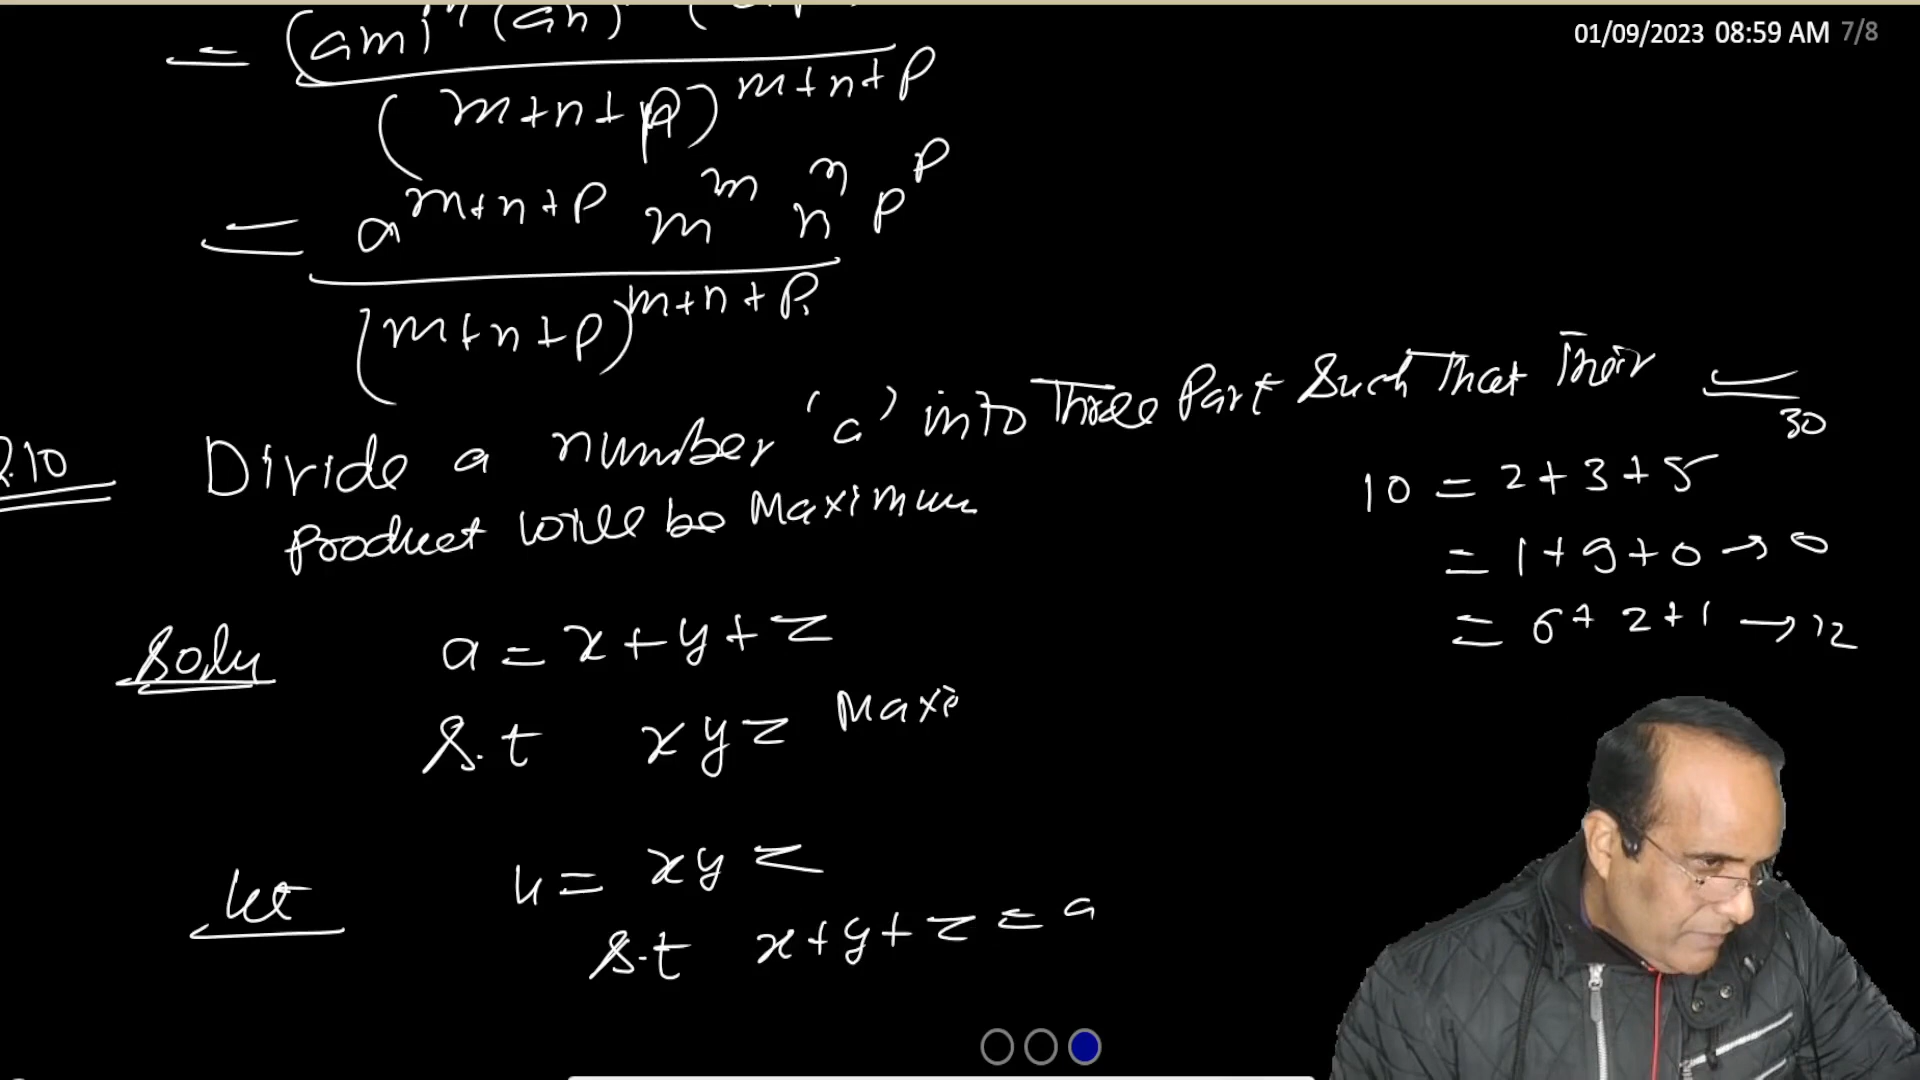 01/09/2023 08:59 AM 7/8
= (am)
(m+n+p)^{m+n+p}
= a^{m+n+p} m^m n^n p^p
(m+n+p)^{m+n+p}.
Q.10 Divide a number 'a' into Three Part Such That Their
Product will be Maximum
30
10 = 2+3+5
= 1+9+0 → 0
= 6+2+1 → 12
Soln a = x+y+z
S.t xyz Maxi
let u = xyz
S.t x+y+z = a